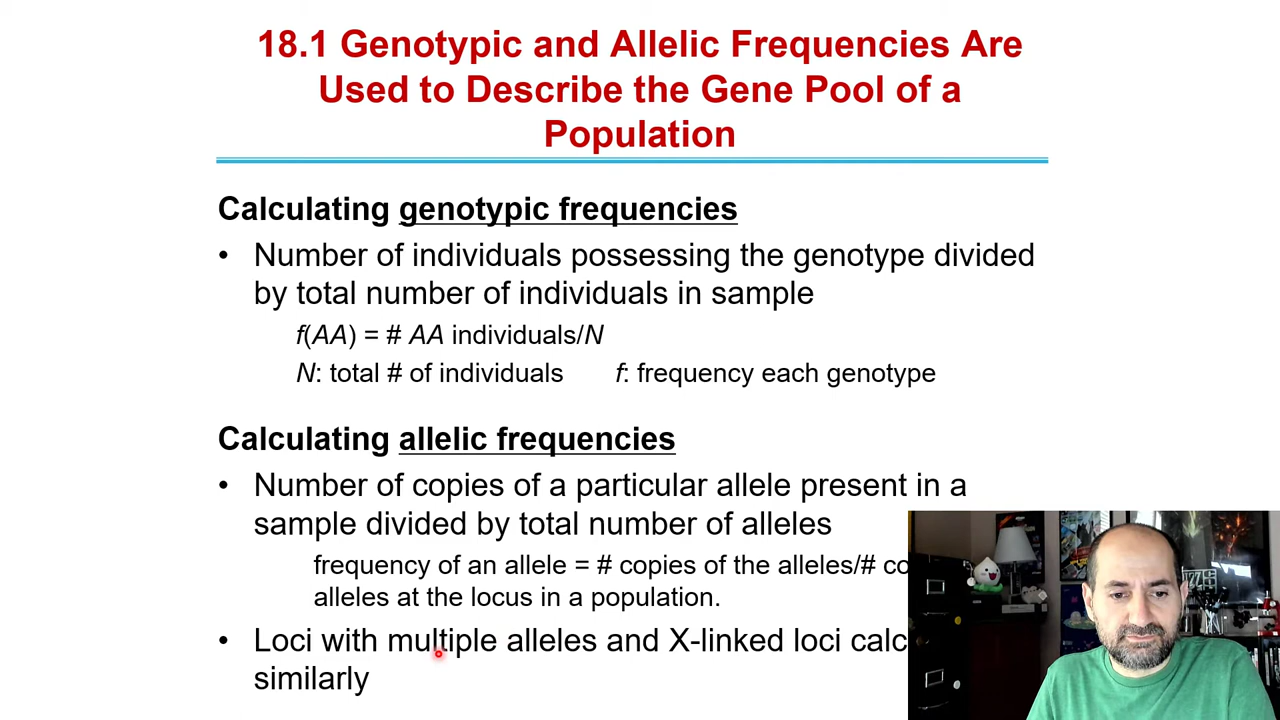 18.1 Genotypic and Allelic Frequencies Are
Used to Describe the Gene Pool of a
Population
Calculating genotypic frequencies
• Number of individuals possessing the genotype divided
by total number of individuals in sample
f(AA) = # AA individuals/N
N: total # of individuals f: frequency each genotype
Calculating allelic frequencies
• Number of copies of a particular allele present in a
sample divided by total number of alleles
frequency of an allele = # copies of the alleles/# co
alleles at the locus in a population.
• Loci with multiple alleles and X-linked loci calc
similarly